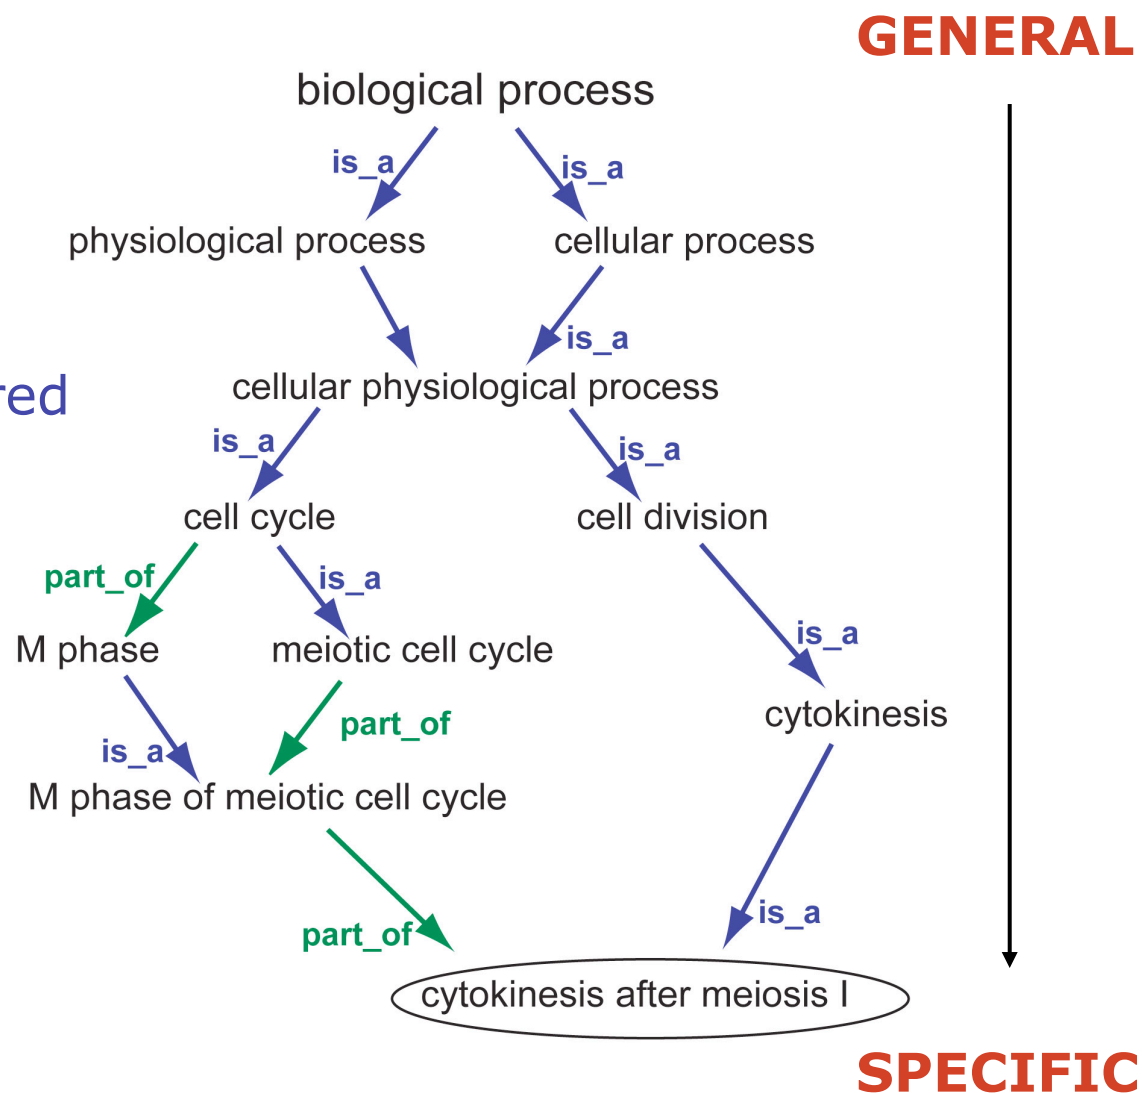 GENERAL
biological process
is_a
is_a
physiological process
cellular process
is_a
cellular physiological process
red
is_a
is_a
cell cycle
cell division
part_of
is_a
M phase
meiotic cell cycle
is_a
cytokinesis
part_of
is_a
M phase of meiotic cell cycle
is_a
part_of
cytokinesis after meiosis I
SPECIFIC